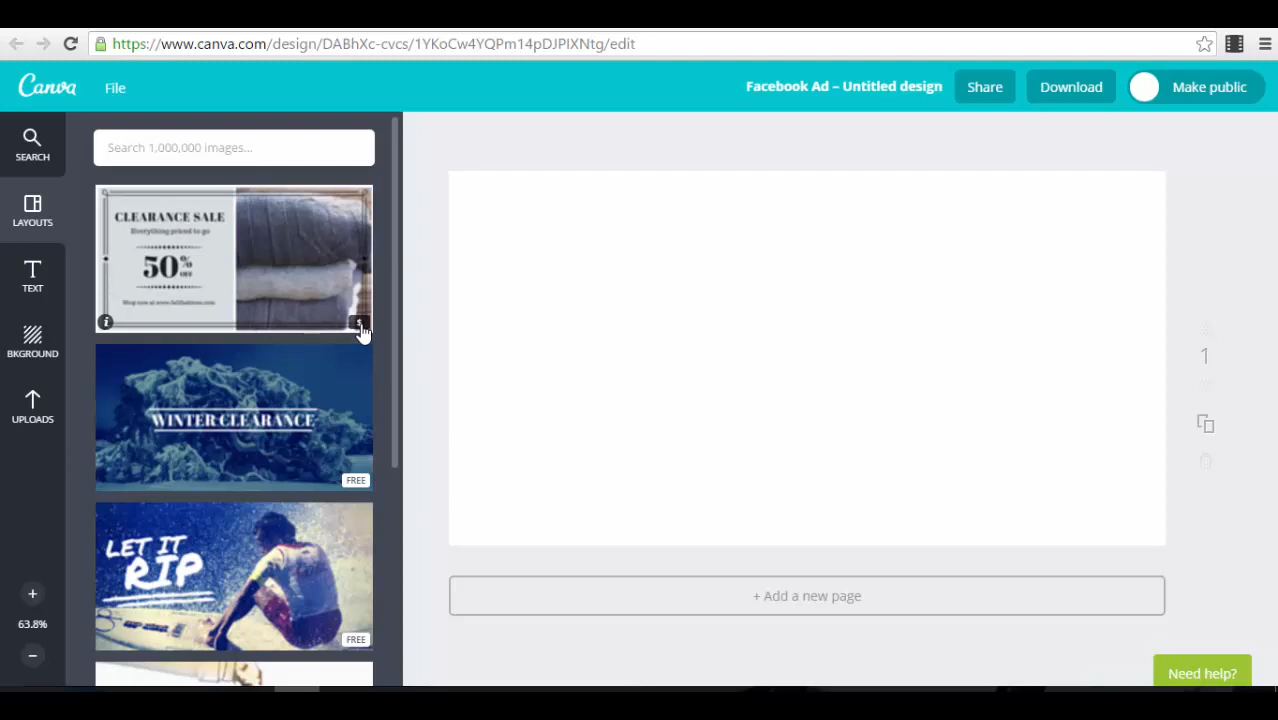 https://www.canva.com/design/DABhXc-cvcs/1YKoCw4YQPm14pDJPIXNtg/edit
Canva
File
Facebook Ad – Untitled design
Share
Download
Make public
SEARCH
LAYOUTS
TEXT
BKGROUND
UPLOADS
+
63.8%
–
Search 1,000,000 images...
CLEARANCE SALE
Everything priced to go
50% OFF
i
$
WINTER CLEARANCE
FREE
LET IT
RIP
FREE
1
+ Add a new page
Need help?